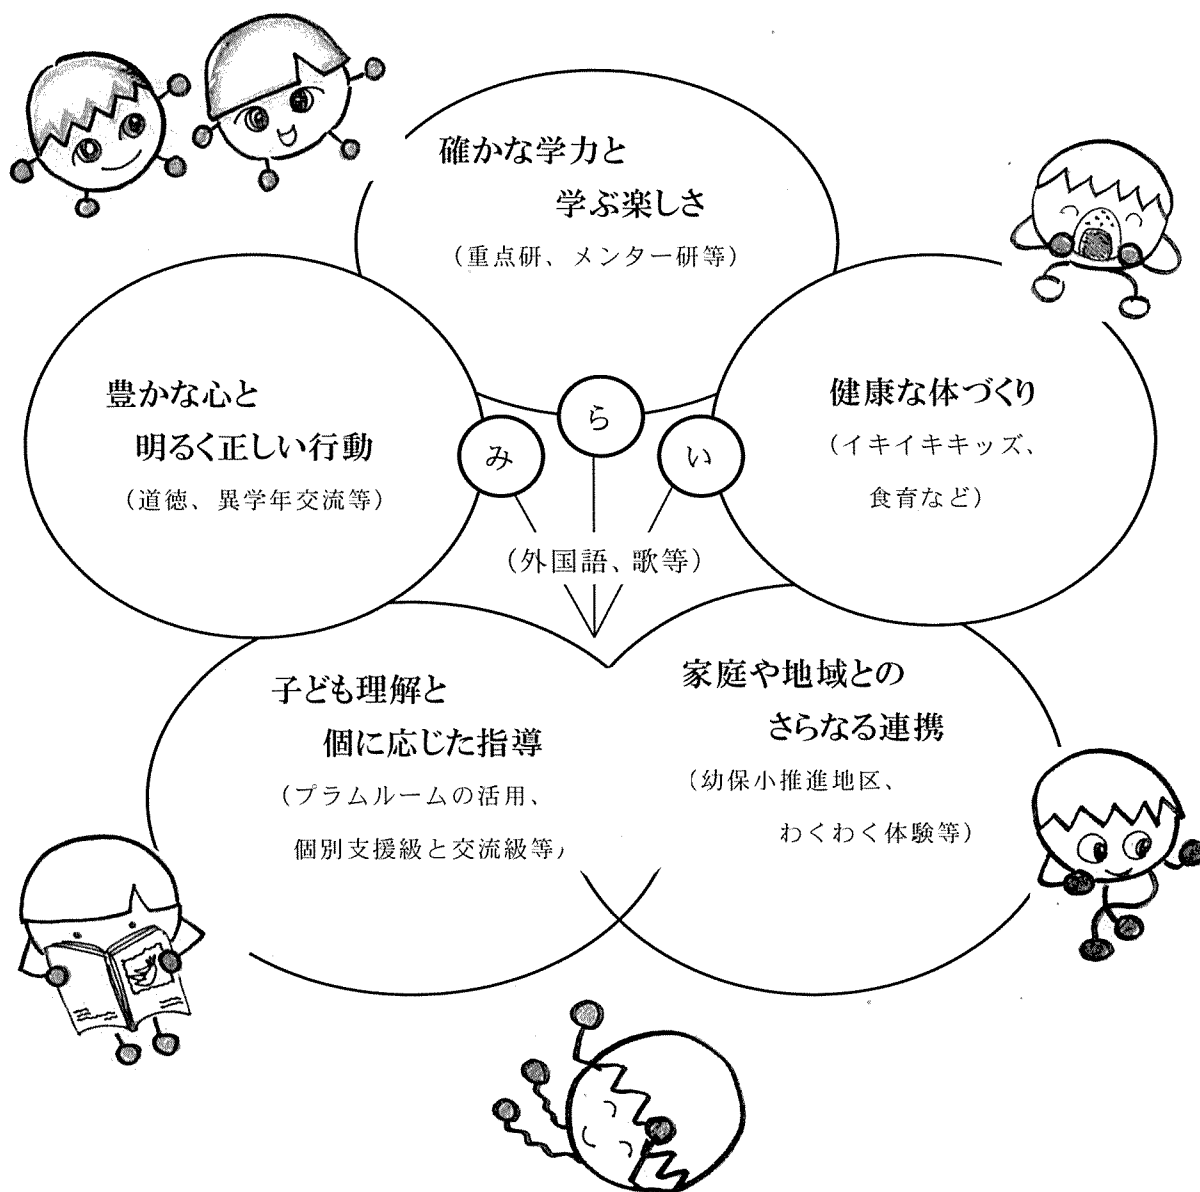 確かな学力と
学ぶ楽しさ
(重点研、メンター研等)
豊かな心と
明るく正しい行動
(道徳、異学年交流等)
健康な体づくり
(イキイキキッズ、
食育など)
み
ら
い
(外国語、歌等)
子ども理解と
個に応じた指導
(プラムルームの活用、
個別支援級と交流級等)
家庭や地域との
さらなる連携
(幼保小推進地区、
わくわく体験等)